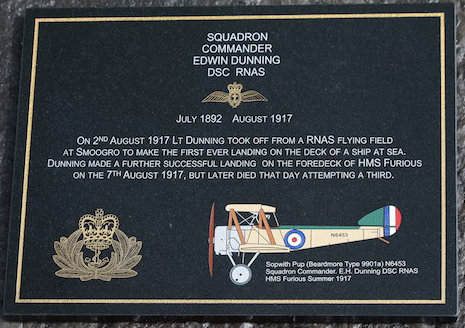 SQUADRON
COMMANDER
EDWIN DUNNING
DSC RNAS
JULY 1892 AUGUST 1917
ON 2ND AUGUST 1917 LT DUNNING TOOK OFF FROM A RNAS FLYING FIELD
AT SMOOGRO TO MAKE THE FIRST EVER LANDING ON THE DECK OF A SHIP AT SEA.
DUNNING MADE A FURTHER SUCCESSFUL LANDING ON THE FOREDECK OF HMS FURIOUS
ON THE 7TH AUGUST 1917, BUT LATER DIED THAT DAY ATTEMPTING A THIRD.
N6453
Sopwith Pup (Beardmore Type 9901a) N6453
Squadron Commander. E.H. Dunning DSC RNAS
HMS Furious Summer 1917